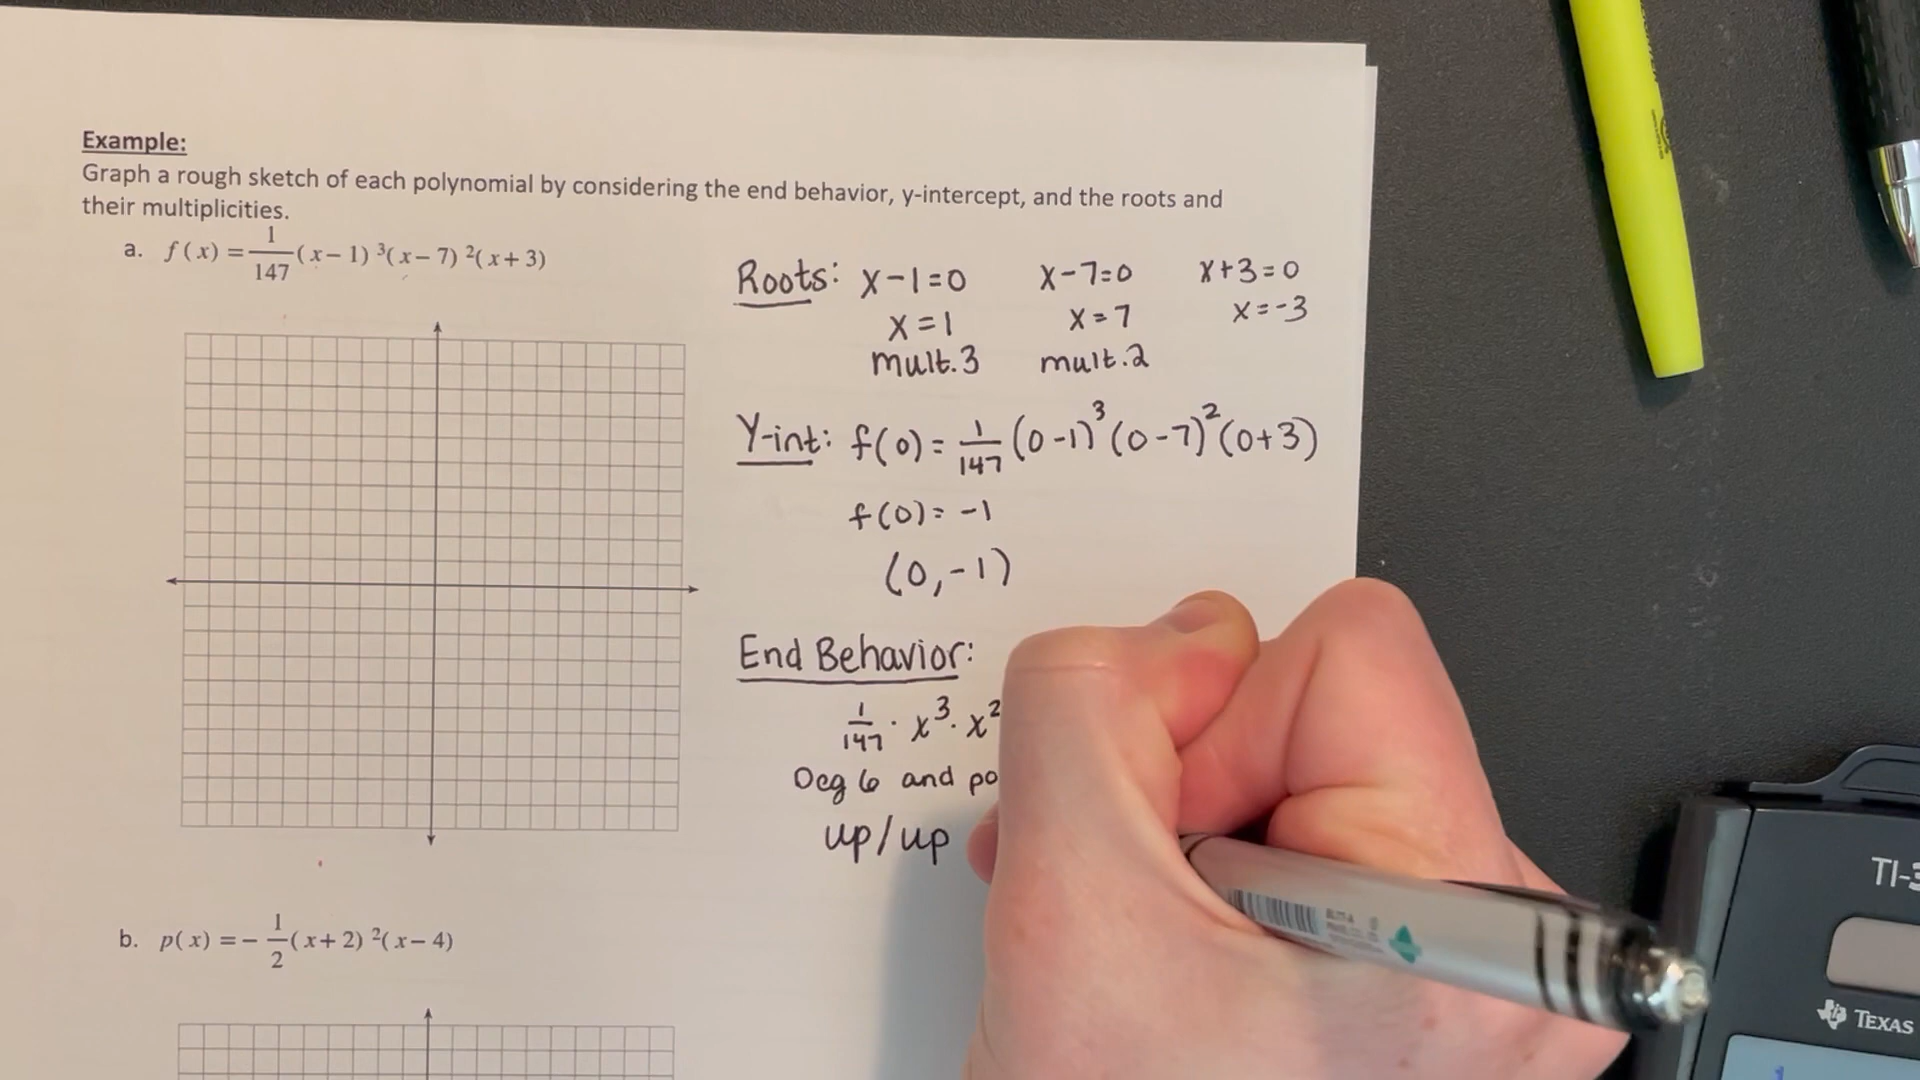 Example:
Graph a rough sketch of each polynomial by considering the end behavior, y-intercept, and the roots and
their multiplicities.
a. f(x) = 1/147 (x − 1)³(x − 7)²(x + 3)
Roots: x−1=0 x−7=0 x+3=0
x=1 x=7 x=-3
mult.3 mult.2
Y-int: f(0) = 1/147 (0−1)³(0−7)²(0+3)
f(0) = -1
(0,-1)
End Behavior:
1/147 · x³ · x²
Deg 6 and po
up/up
b. p(x) = − 1/2 (x + 2)²(x − 4)
TI-3
TEXAS